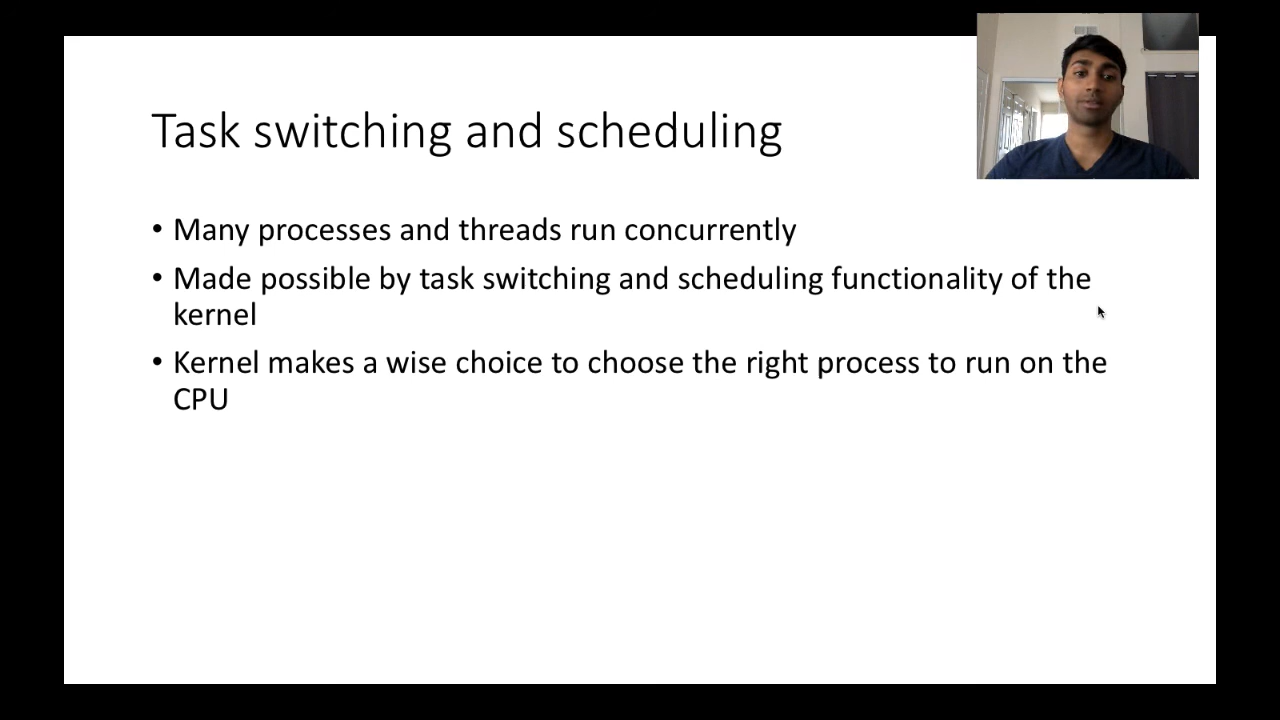 Task switching and scheduling
• Many processes and threads run concurrently
• Made possible by task switching and scheduling functionality of the
kernel
• Kernel makes a wise choice to choose the right process to run on the
CPU